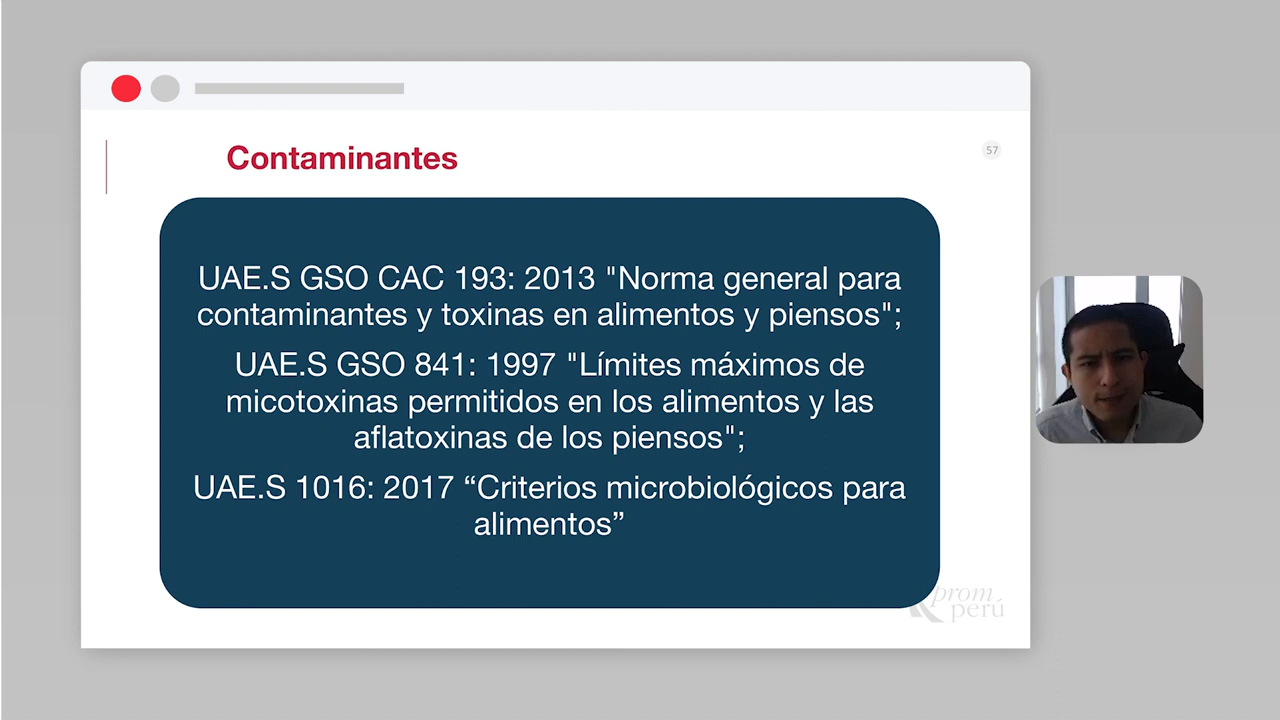 Contaminantes
57
UAE.S GSO CAC 193: 2013 "Norma general para
contaminantes y toxinas en alimentos y piensos";
UAE.S GSO 841: 1997 "Límites máximos de
micotoxinas permitidos en los alimentos y las
aflatoxinas de los piensos";
UAE.S 1016: 2017 “Criterios microbiológicos para
alimentos”
prom
perú